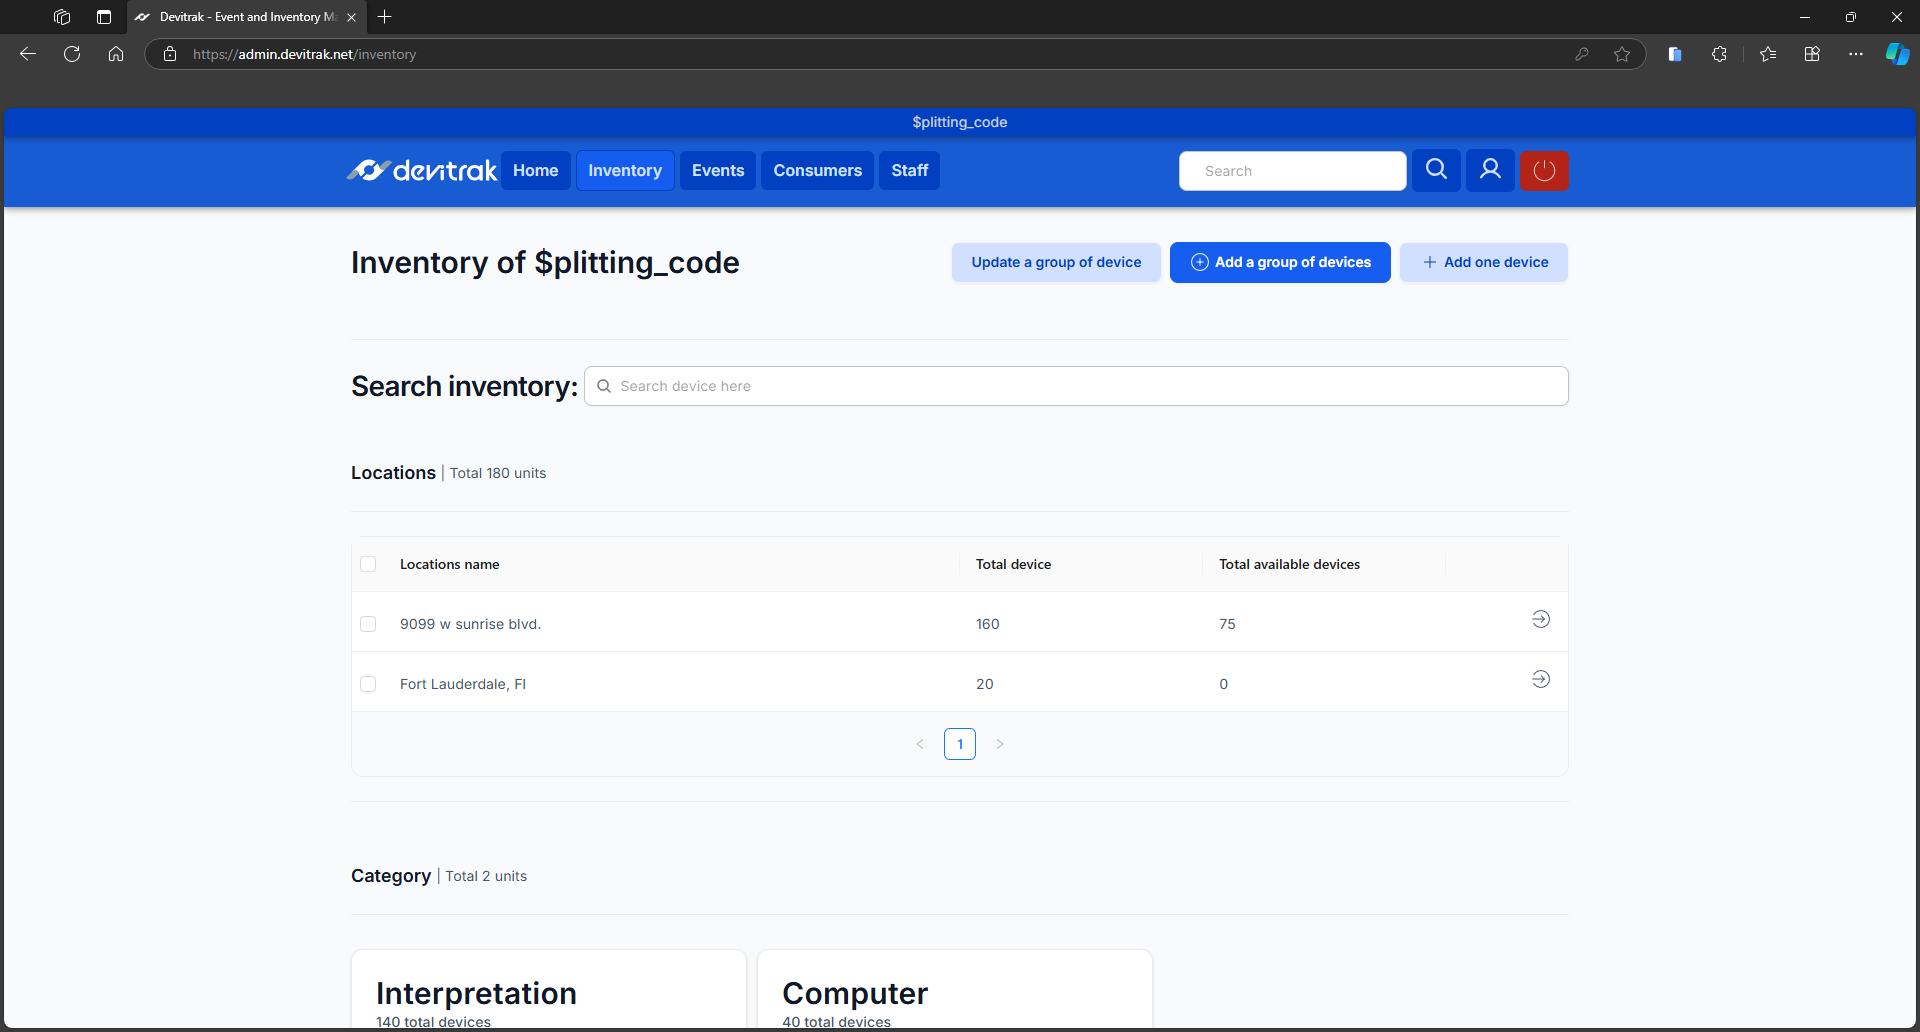 Devitrak - Event and Inventory Ma
https://admin.devitrak.net/inventory
$plitting_code
devitrak Home Inventory Events Consumers Staff Search
Inventory of $plitting_code Update a group of device Add a group of devices Add one device
Search inventory: Search device here
Locations | Total 180 units
Locations name Total device Total available devices
9099 w sunrise blvd. 160 75
Fort Lauderdale, Fl 20 0
1
Category | Total 2 units
Interpretation Computer
140 total devices 40 total devices